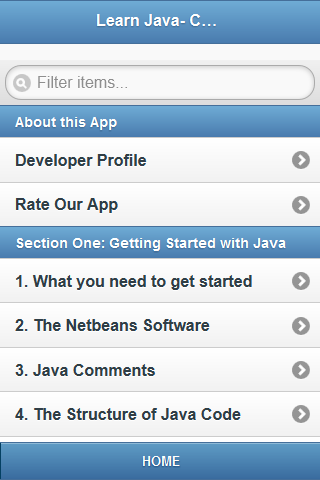 Learn Java- C...
Filter items...
About this App
Developer Profile
Rate Our App
Section One: Getting Started with Java
1. What you need to get started
2. The Netbeans Software
3. Java Comments
4. The Structure of Java Code
HOME